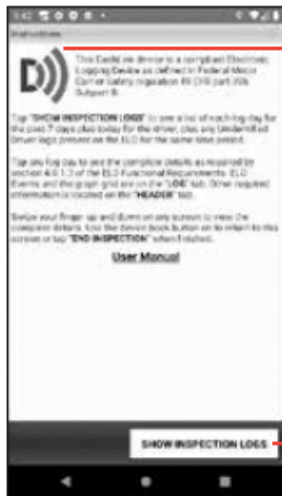 1:42
Instructions
This EashLin device is a compliant Electronic
Logging Device as defined in Federal Motor
Carrier Safety regulation 49 CFR part 395
Subpart B.
Tap "SHOW INSPECTION LOGS" to see a list of each log day for
the past 7 days plus today for the driver, plus any Unidentified
Driver logs present on the ELD for the same time period.
Tap any log day to see the complete details as required by
section 4.8.1.3 of the ELD Functional Requirements. ELD
Events and the graph grid are on the "LOG" tab. Other required
information is located on the "HEADER" tab.
Swipe your finger up and down on any screen to view the
complete details. Use the device back button to return to this
screen or tap "END INSPECTION" when finished.
User Manual
SHOW INSPECTION LOGS